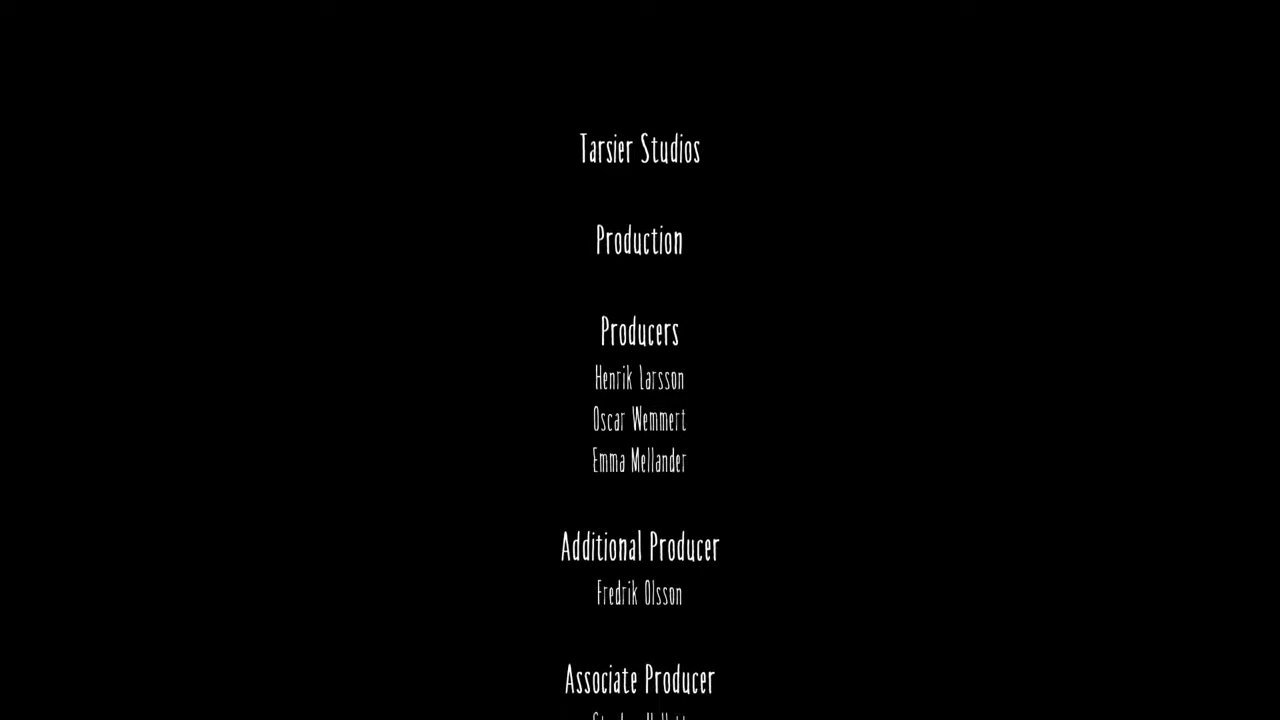 Tarsier Studios
Production
Producers
Henrik Larsson
Oscar Wemmert
Emma Mellander
Additional Producer
Fredrik Olsson
Associate Producer